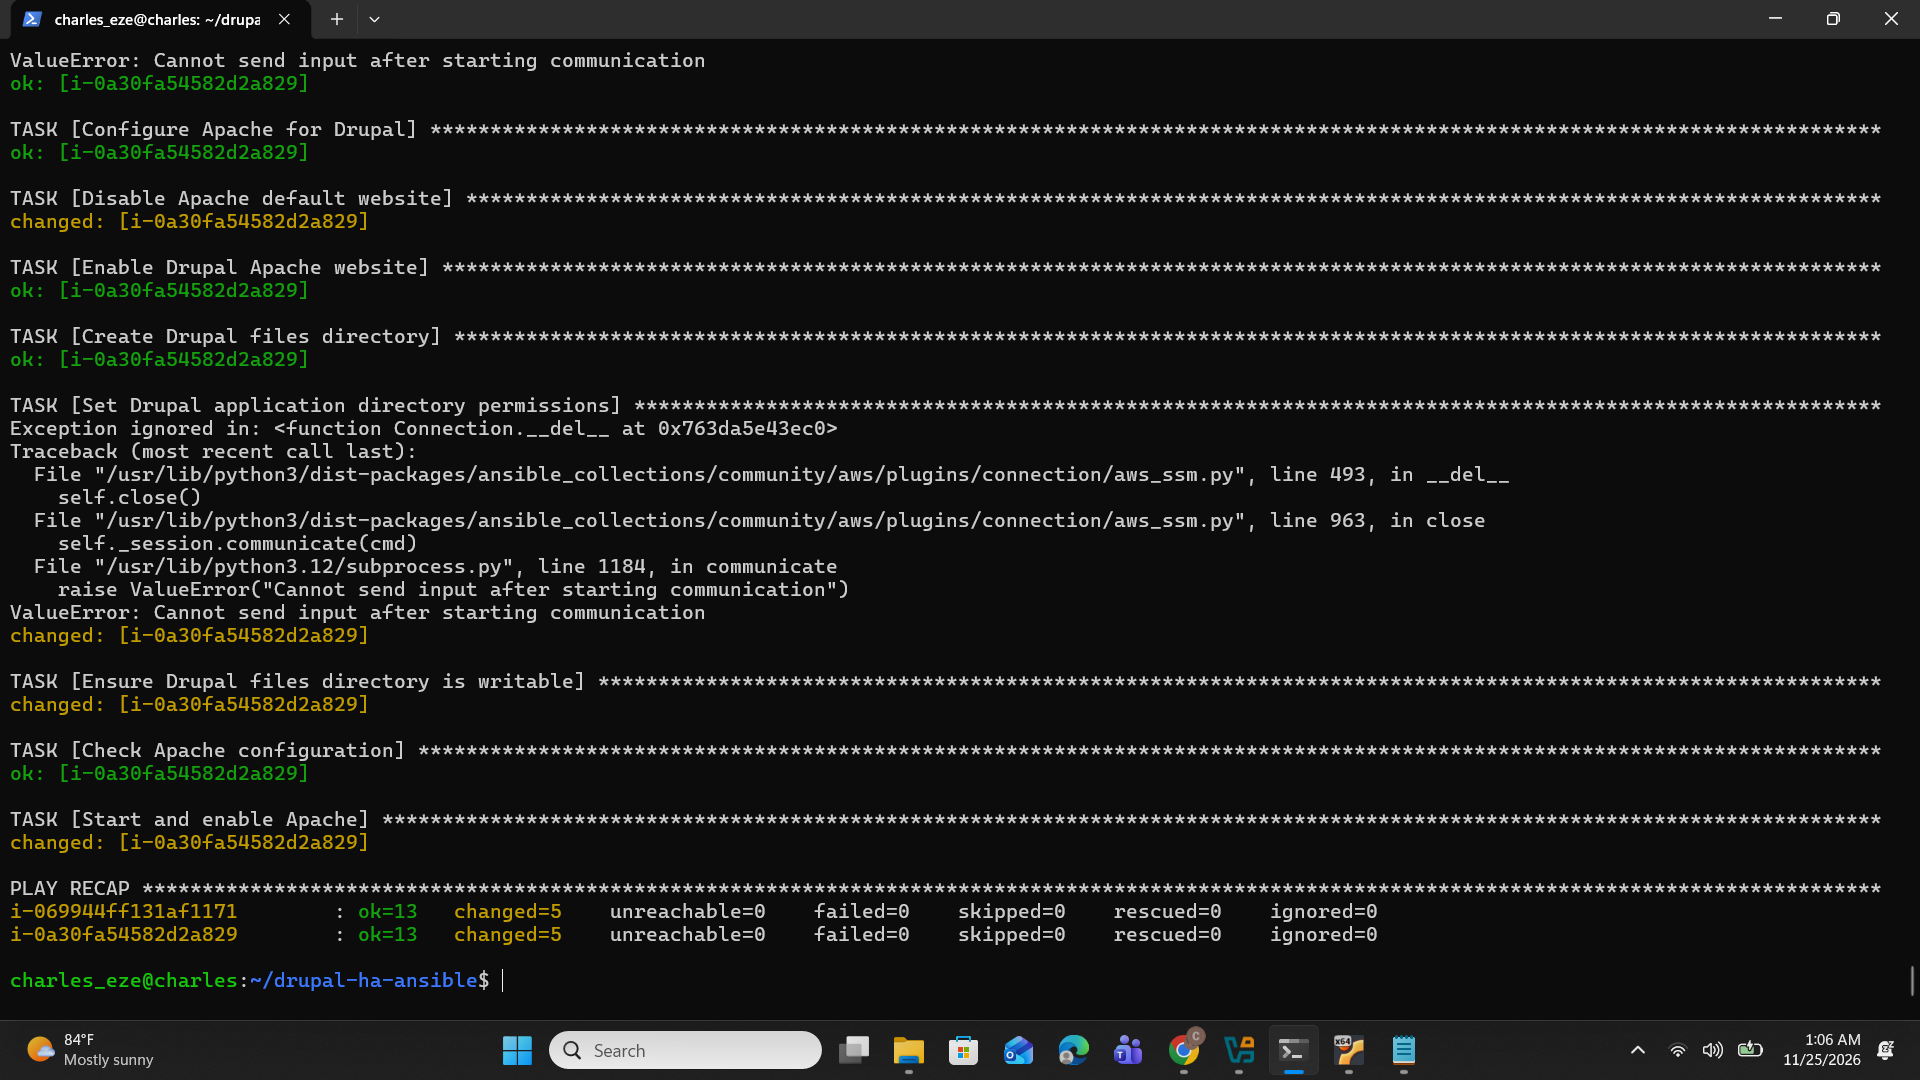 charles_eze@charles: ~/drupa
ValueError: Cannot send input after starting communication
ok: [i-0a30fa54582d2a829]
TASK [Configure Apache for Drupal] *************************************************************************************************************************
ok: [i-0a30fa54582d2a829]
TASK [Disable Apache default website] **********************************************************************************************************************
changed: [i-0a30fa54582d2a829]
TASK [Enable Drupal Apache website] ************************************************************************************************************************
ok: [i-0a30fa54582d2a829]
TASK [Create Drupal files directory] ***********************************************************************************************************************
ok: [i-0a30fa54582d2a829]
TASK [Set Drupal application directory permissions] ********************************************************************************************************
Exception ignored in: <function Connection.__del__ at 0x763da5e43ec0>
Traceback (most recent call last):
  File "/usr/lib/python3/dist-packages/ansible_collections/community/aws/plugins/connection/aws_ssm.py", line 493, in __del__
    self.close()
  File "/usr/lib/python3/dist-packages/ansible_collections/community/aws/plugins/connection/aws_ssm.py", line 963, in close
    self._session.communicate(cmd)
  File "/usr/lib/python3.12/subprocess.py", line 1184, in communicate
    raise ValueError("Cannot send input after starting communication")
ValueError: Cannot send input after starting communication
changed: [i-0a30fa54582d2a829]
TASK [Ensure Drupal files directory is writable] ***********************************************************************************************************
changed: [i-0a30fa54582d2a829]
TASK [Check Apache configuration] **************************************************************************************************************************
ok: [i-0a30fa54582d2a829]
TASK [Start and enable Apache] *****************************************************************************************************************************
changed: [i-0a30fa54582d2a829]
PLAY RECAP *************************************************************************************************************************************************
i-069944ff131af1171        : ok=13   changed=5    unreachable=0    failed=0    skipped=0    rescued=0    ignored=0
i-0a30fa54582d2a829        : ok=13   changed=5    unreachable=0    failed=0    skipped=0    rescued=0    ignored=0
charles_eze@charles:~/drupal-ha-ansible$
84°F
Mostly sunny
Search
C
x64
1:06 AM
11/25/2026